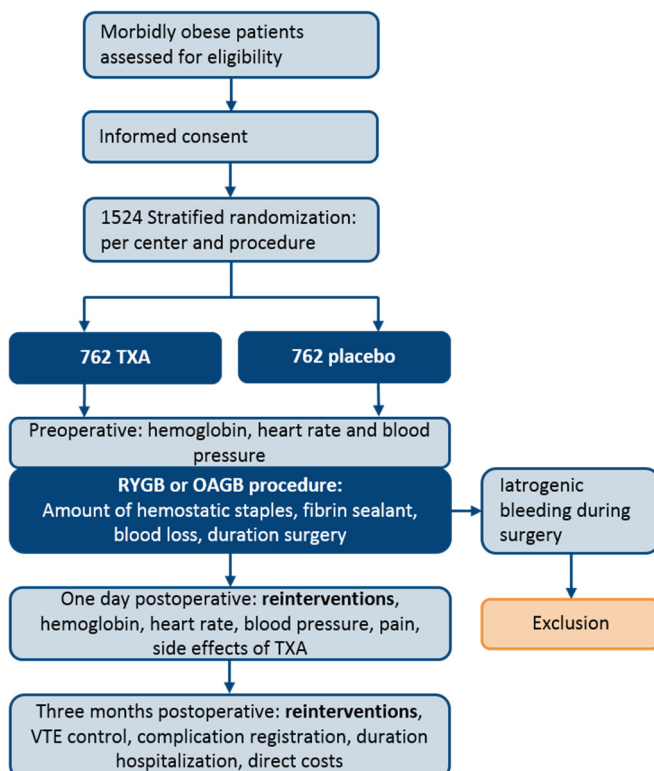 Morbidly obese patients
assessed for eligibility
Informed consent
1524 Stratified randomization:
per center and procedure
762 TXA
762 placebo
Preoperative: hemoglobin, heart rate and blood
pressure
RYGB or OAGB procedure:
Amount of hemostatic staples, fibrin sealant,
blood loss, duration surgery
Iatrogenic
bleeding during
surgery
Exclusion
One day postoperative: reinterventions,
hemoglobin, heart rate, blood pressure, pain,
side effects of TXA
Three months postoperative: reinterventions,
VTE control, complication registration, duration
hospitalization, direct costs